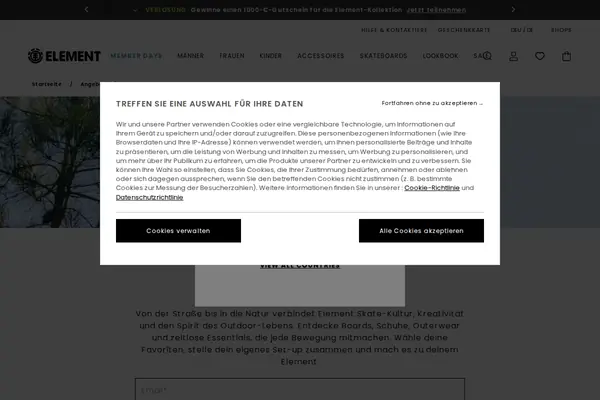 VERLOSUNG: Gewinne einen 1000-€-Gutschein für die Element-Kollektion Jetzt teilnehmen
HILFE & KONTAKTIERE GESCHENKKARTE DEU / DE SHOPS
ELEMENT MEMBER DAYS MÄNNER FRAUEN KINDER ACCESSOIRES SKATEBOARDS LOOKBOOK
Startseite /
TREFFEN SIE EINE AUSWAHL FÜR IHRE DATEN
Fortfahren ohne zu akzeptieren →
Wir und unsere Partner verwenden Cookies oder eine vergleichbare Technologie, um Informationen auf
Ihrem Gerät zu speichern und/oder darauf zuzugreifen. Diese personenbezogenen Informationen (wie Ihre
Browserdaten und Ihre IP-Adresse) können verwendet werden, um Ihnen personalisierte Beiträge und Inhalte
zu präsentieren, um die Leistung von Werbung und Inhalten zu messen, um Werbung zu personalisieren, und
um mehr über ihr Publikum zu erfahren, um die Produkte unserer Partner zu entwickeln und zu verbessern. Sie
können Ihre Wahl so einstellen, dass Sie Cookies, die Ihrer Zustimmung bedürfen, annehmen oder ablehnen
oder sich dagegen aussprechen, wenn Sie den betreffenden Cookies nicht zustimmen (z. B. bestimmte
Cookies zur Messung der Besucherzahlen). Weitere Informationen finden Sie in unserer : Cookie-Richtlinie und
Datenschutzrichtlinie
Cookies verwalten
Alle Cookies akzeptieren
VIEW ALL COUNTRIES
Von der Straße bis in die Natur verbindet Element Skate-Kultur, Kreativität
und den Spirit des Outdoor-Lebens. Entdecke Boards, Schuhe, Outerwear
und zeitlose Essentials, die jede Bewegung mitmachen. Wähle deine
Favoriten, stelle dein eigenes Set-up zusammen und mach es zu deinem
Element.
Email*